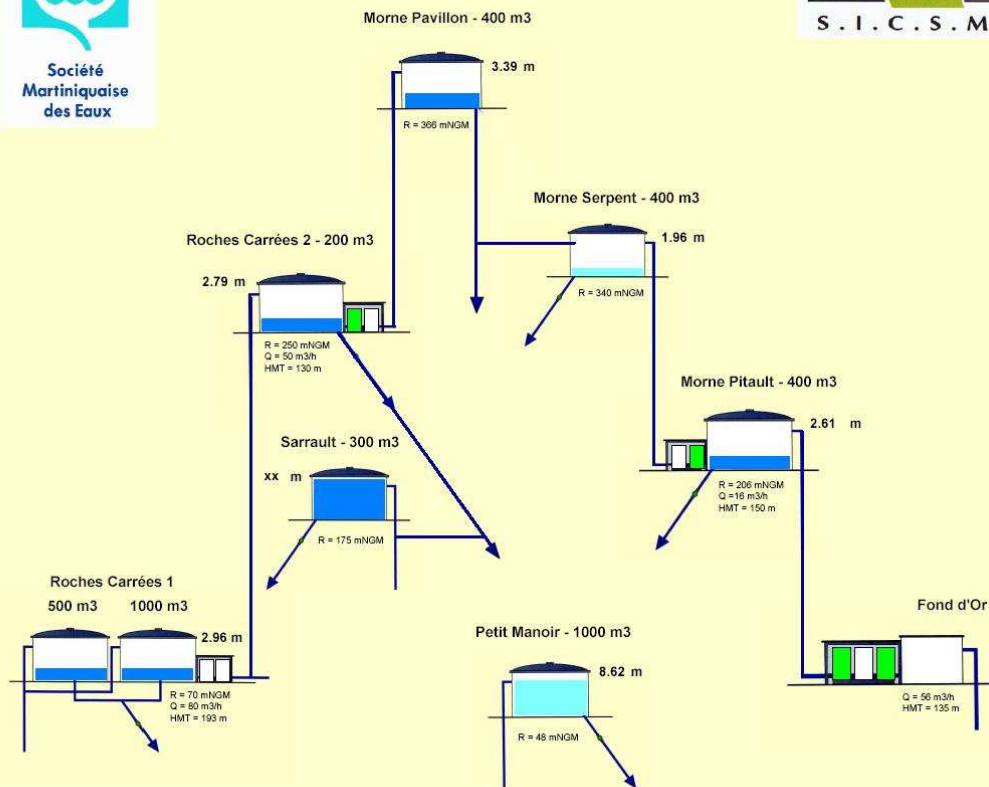 Société
Martiniquaise
des Eaux
S.I.C.S.M
Morne Pavillon - 400 m3
3.39 m
R = 366 mNGM
Morne Serpent - 400 m3
1.96 m
R = 340 mNGM
Roches Carrées 2 - 200 m3
2.79 m
R = 250 mNGM
Q = 50 m3/h
HMT = 130 m
Morne Pitault - 400 m3
2.61 m
R = 206 mNGM
Q =16 m3/h
HMT = 150 m
Sarrault - 300 m3
xx m
R = 175 mNGM
Roches Carrées 1
500 m3 1000 m3
2.96 m
R = 70 mNGM
Q = 80 m3/h
HMT = 193 m
Petit Manoir - 1000 m3
8.62 m
R = 48 mNGM
Fond d'Or
Q = 56 m3/h
HMT = 135 m